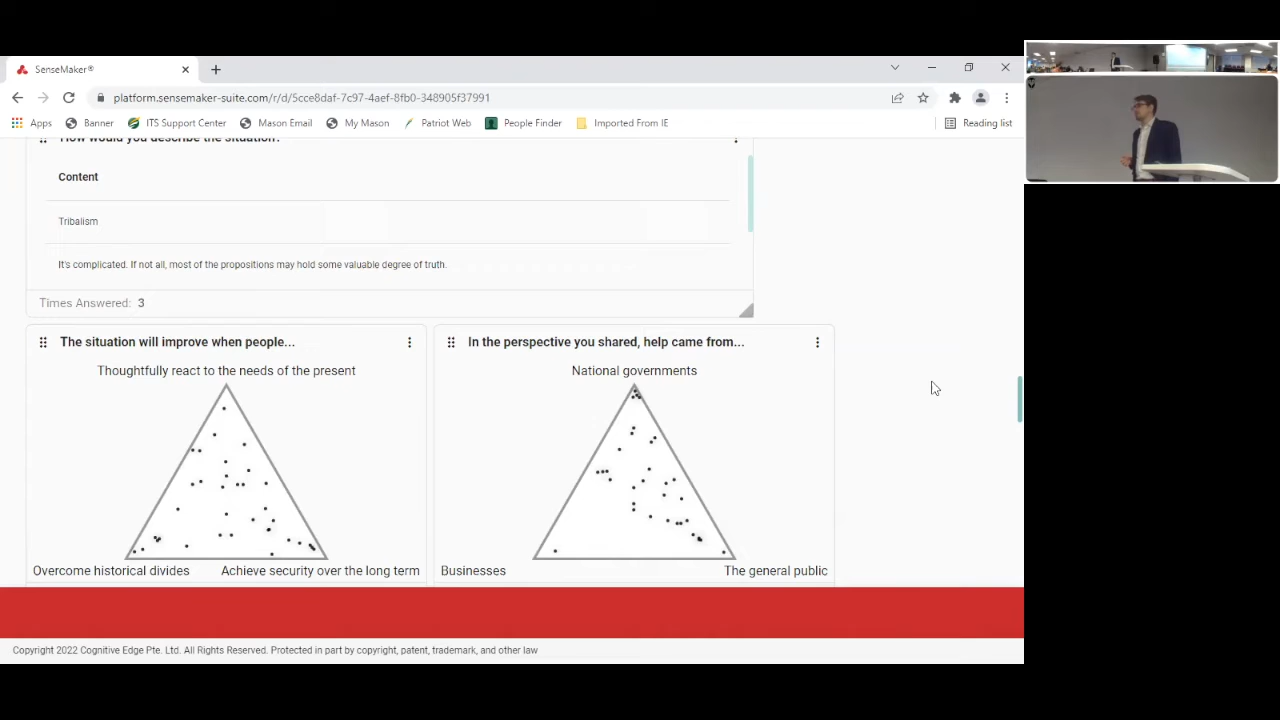 SenseMaker®
platform.sensemaker-suite.com/r/d/5cce8daf-7c97-4aef-8fb0-348905f37991
Apps Banner ITS Support Center Mason Email My Mason Patriot Web People Finder Imported From IE Reading list
How would you describe the situation?
Content
Tribalism
It's complicated. If not all, most of the propositions may hold some valuable degree of truth.
Times Answered: 3
The situation will improve when people...
Thoughtfully react to the needs of the present
Overcome historical divides
Achieve security over the long term
In the perspective you shared, help came from...
National governments
Businesses
The general public
Copyright 2022 Cognitive Edge Pte. Ltd. All Rights Reserved. Protected in part by copyright, patent, trademark, and other law